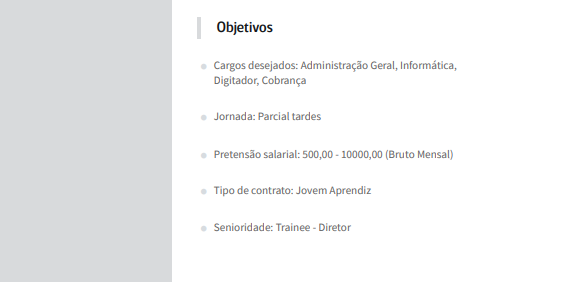 Objetivos
Cargos desejados: Administração Geral, Informática,
Digitador, Cobrança
Jornada: Parcial tardes
Pretensão salarial: 500,00 - 10000,00 (Bruto Mensal)
Tipo de contrato: Jovem Aprendiz
Senioridade: Trainee - Diretor